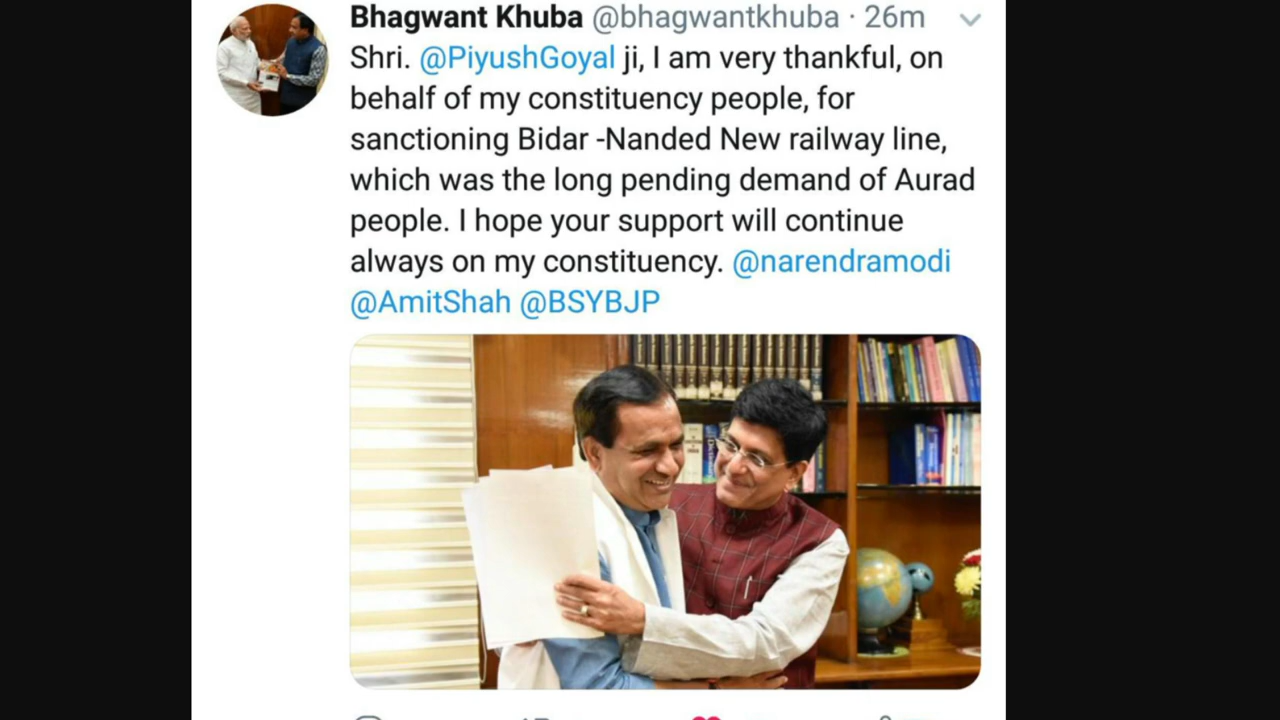 Bhagwant Khuba @bhagwantkhuba · 26m
Shri. @PiyushGoyal ji, I am very thankful, on
behalf of my constituency people, for
sanctioning Bidar -Nanded New railway line,
which was the long pending demand of Aurad
people. I hope your support will continue
always on my constituency. @narendramodi
@AmitShah @BSYBJP